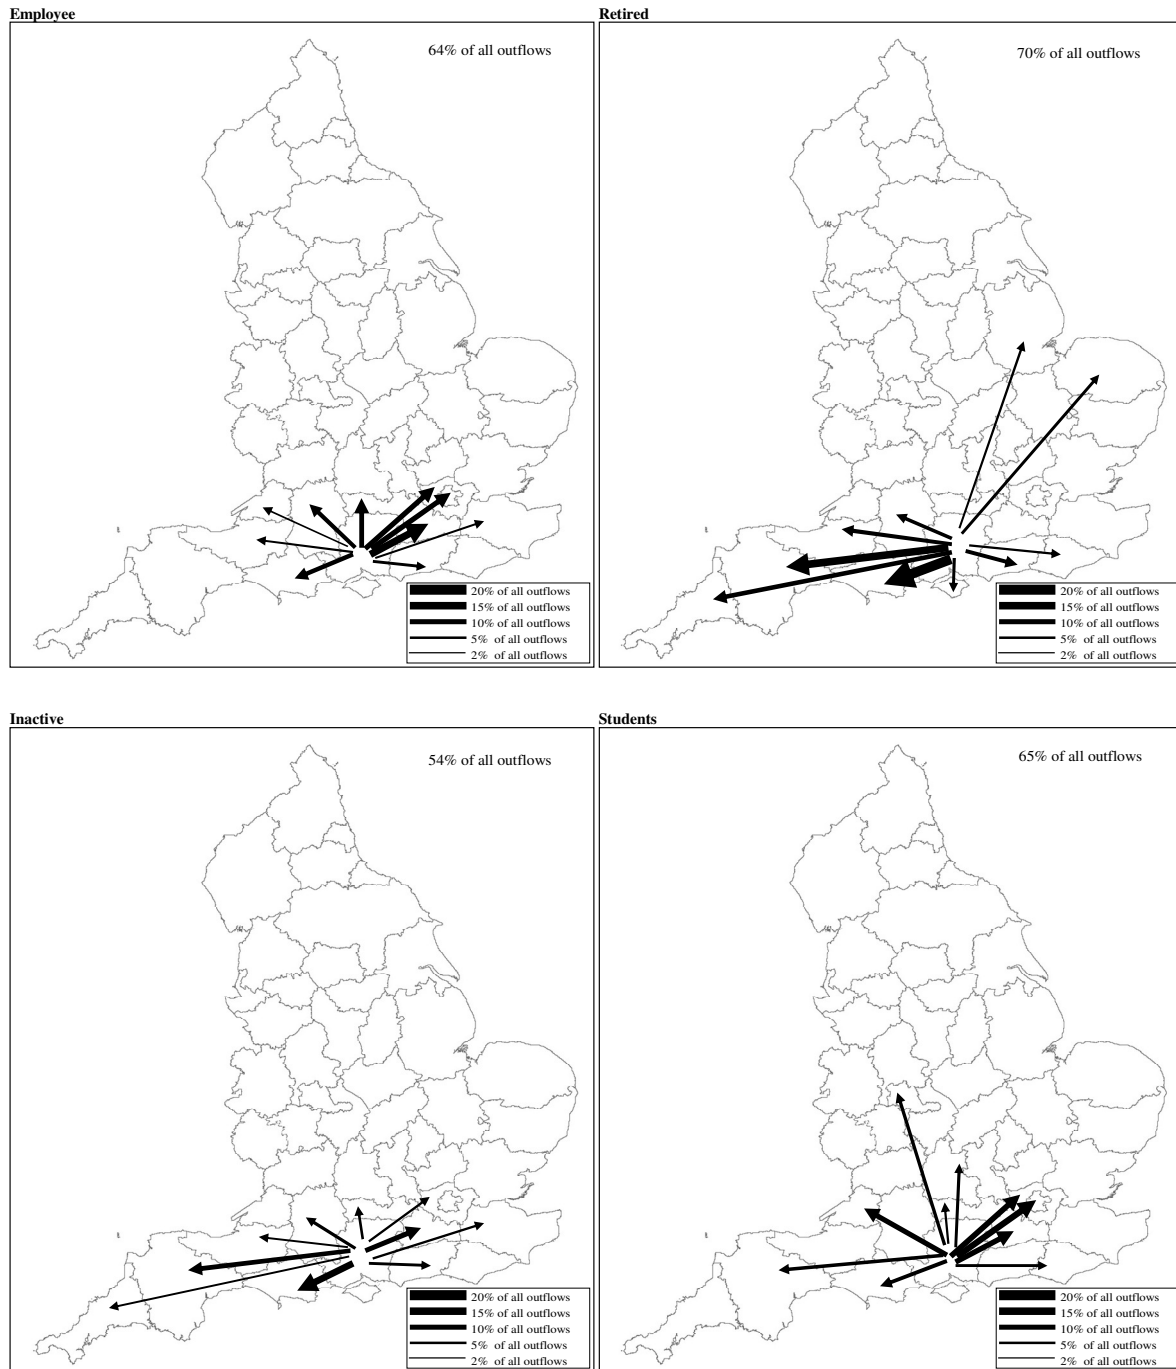 Employee
64% of all outflows
20% of all outflows
15% of all outflows
10% of all outflows
5% of all outflows
2% of all outflows
Retired
70% of all outflows
20% of all outflows
15% of all outflows
10% of all outflows
5% of all outflows
2% of all outflows
Inactive
54% of all outflows
20% of all outflows
15% of all outflows
10% of all outflows
5% of all outflows
2% of all outflows
Students
65% of all outflows
20% of all outflows
15% of all outflows
10% of all outflows
5% of all outflows
2% of all outflows